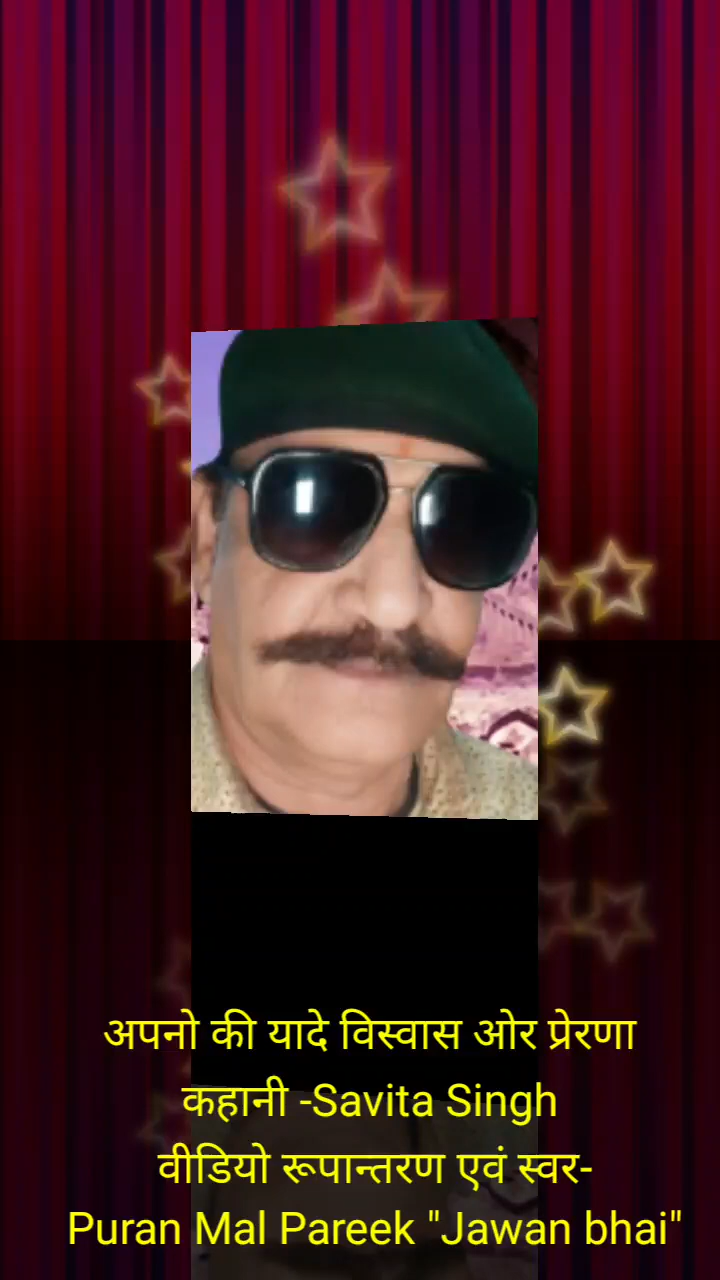 अपनो की यादे विस्वास ओर प्रेरणा
कहानी -Savita Singh
वीडियो रूपान्तरण एवं स्वर-
Puran Mal Pareek "Jawan bhai"